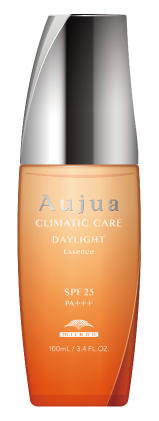 Aujua
CLIMATIC CARE
DAYLIGHT
Essence
SPF 25
PA+++
milbon
100mL / 3.4 FL.OZ.